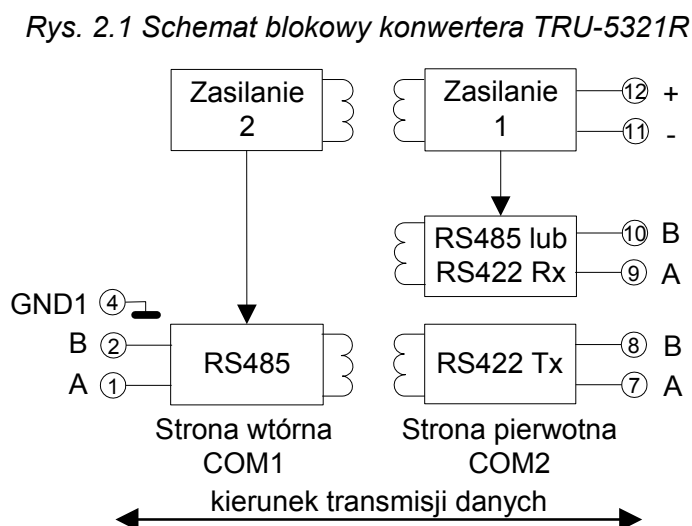 Rys. 2.1 Schemat blokowy konwertera TRU-5321R
Zasilanie
2
Zasilanie
1
12 +
11 -
RS485 lub
RS422 Rx
10 B
9 A
GND1 4
B 2
A 1
RS485
RS422 Tx
8 B
7 A
Strona wtórna
COM1
Strona pierwotna
COM2
kierunek transmisji danych